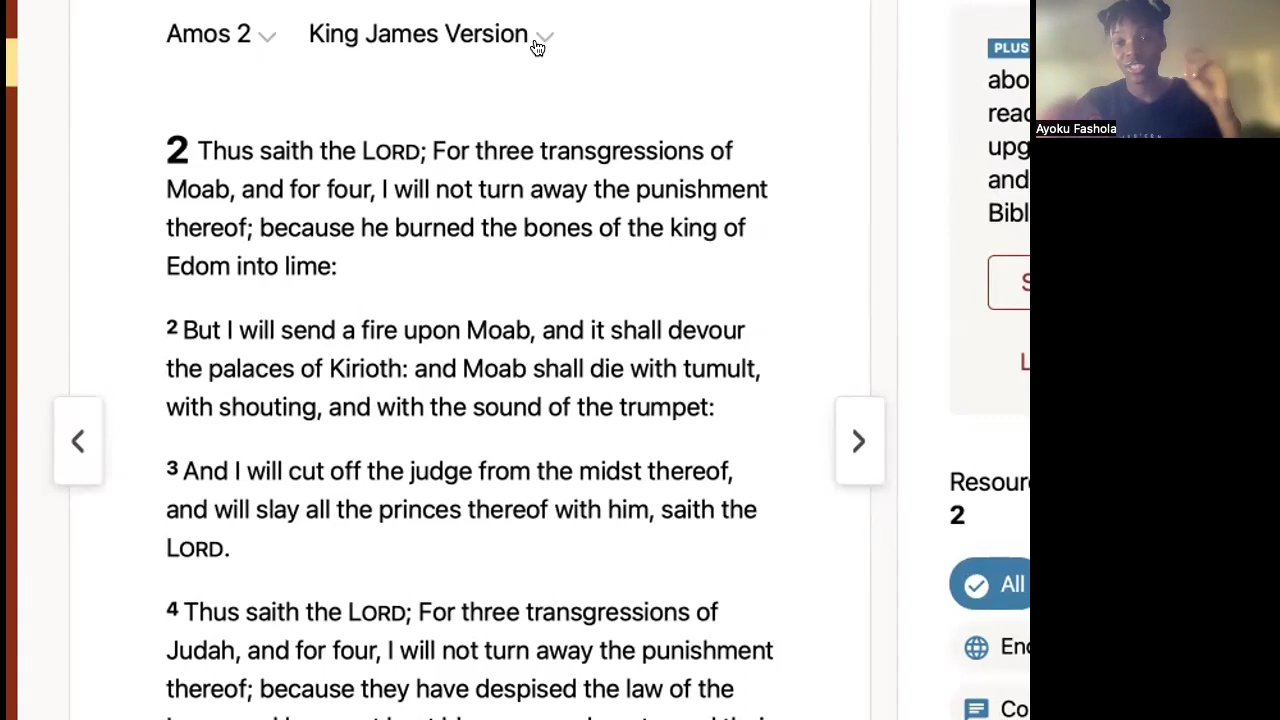 Amos 2
King James Version
2 Thus saith the LORD; For three transgressions of
Moab, and for four, I will not turn away the punishment
thereof; because he burned the bones of the king of
Edom into lime:
2 But I will send a fire upon Moab, and it shall devour
the palaces of Kirioth: and Moab shall die with tumult,
with shouting, and with the sound of the trumpet:
3 And I will cut off the judge from the midst thereof,
and will slay all the princes thereof with him, saith the
LORD.
4 Thus saith the LORD; For three transgressions of
Judah, and for four, I will not turn away the punishment
thereof; because they have despised the law of the
PLUS
abo
read
upg
and
Bibl
S
L
Resour
2
All
Enc
Co
Ayoku Fashola